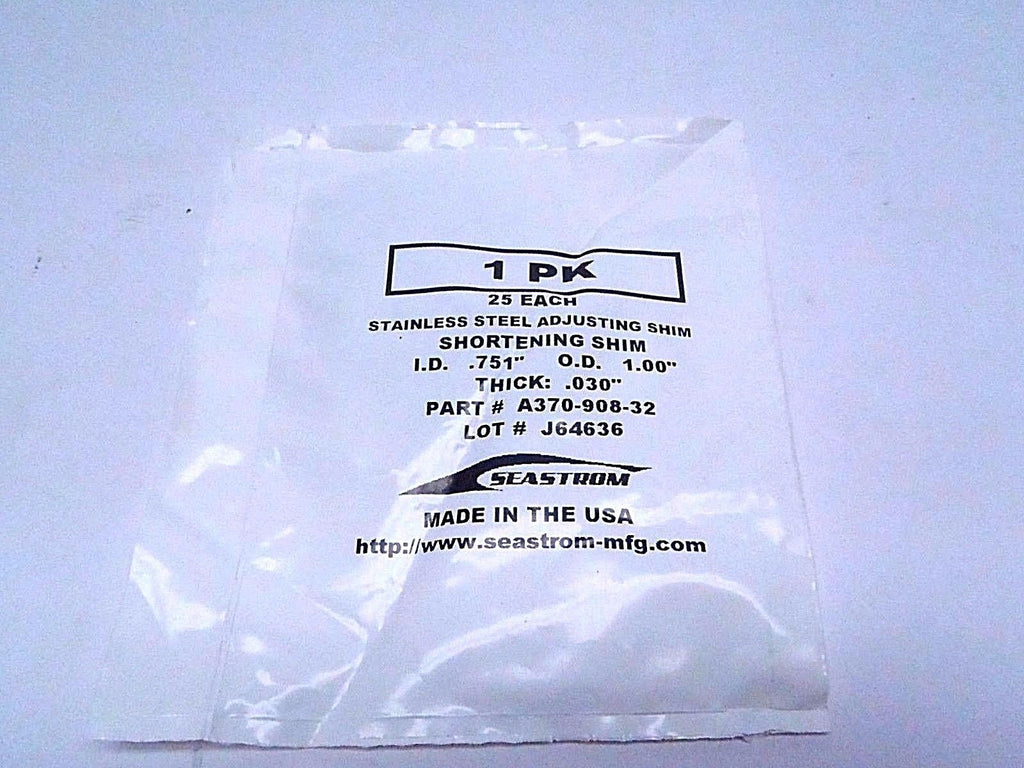 1 PK
25 EACH
STAINLESS STEEL ADJUSTING SHIM
SHORTENING SHIM
I.D. .751" O.D. 1.00"
THICK: .030"
PART # A370-908-32
LOT # J64636
SEASTROM
MADE IN THE USA
http://www.seastrom-mfg.com